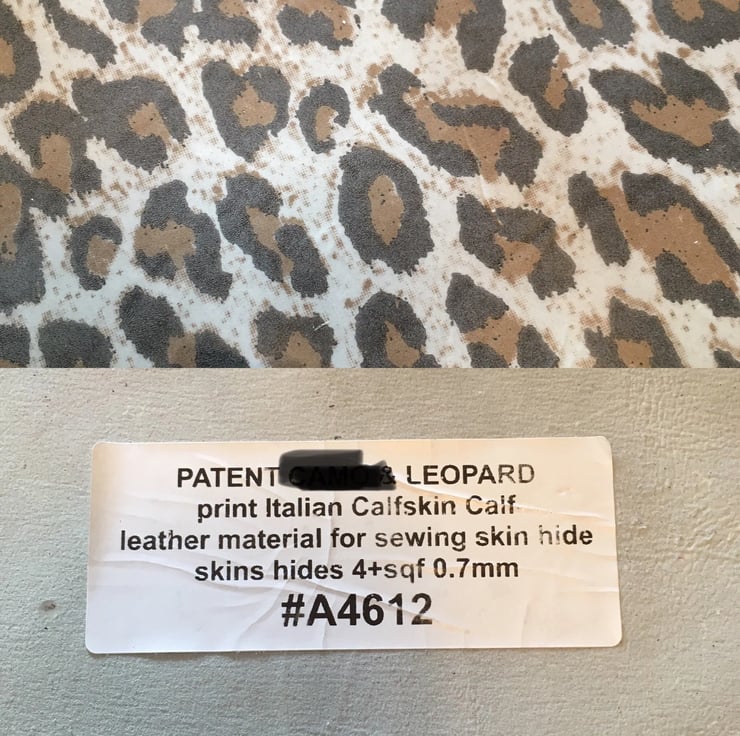 PATENT CAMO & LEOPARD
print Italian Calfskin Calf
leather material for sewing skin hide
skins hides 4+sqf 0.7mm
#A4612